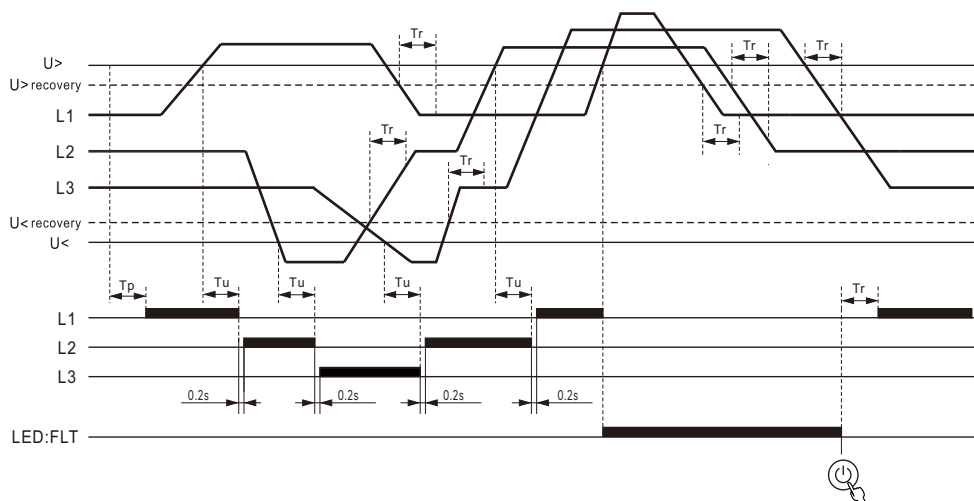 Tr
Tr
Tr
U>
U> recovery
L1
Tr
Tr
L2
Tr
L3
U< recovery
U<
Tp
Tu
Tu
Tu
Tu
Tr
L1
L2
L3
0.2s
0.2s
0.2s
0.2s
LED:FLT